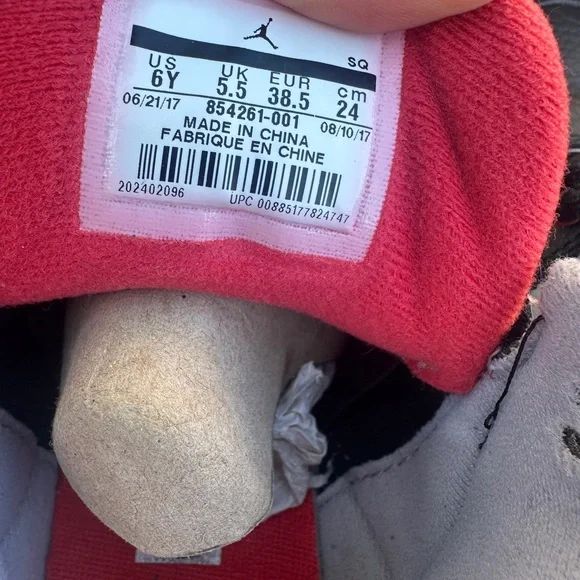 SQ
US UK EUR cm
6Y 5.5 38.5 24
06/21/17 854261-001 08/10/17
MADE IN CHINA
FABRIQUE EN CHINE
202402096 UPC 00885177824747